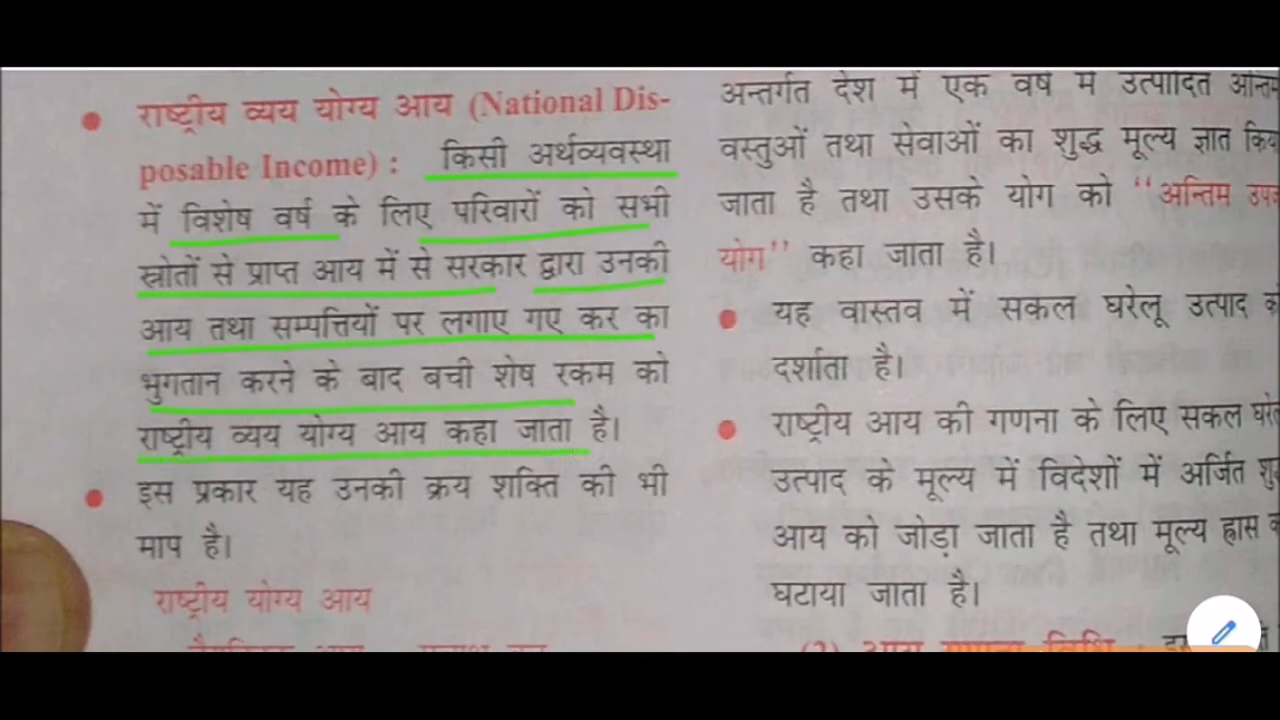 राष्ट्रीय व्यय योग्य आय (National Dis-
posable Income) : किसी अर्थव्यवस्था
में विशेष वर्ष के लिए परिवारों को सभी
स्त्रोतों से प्राप्त आय में से सरकार द्वारा उनकी
आय तथा सम्पत्तियों पर लगाए गए कर का
भुगतान करने के बाद बची शेष रकम को
राष्ट्रीय व्यय योग्य आय कहा जाता है।
इस प्रकार यह उनकी क्रय शक्ति की भी
माप है।
राष्ट्रीय योग्य आय
अन्तर्गत देश में एक वर्ष में उत्पादित
वस्तुओं तथा सेवाओं का शुद्ध मूल्य ज्ञात
जाता है तथा उसके योग को "अन्तिम
योग" कहा जाता है।
यह वास्तव में सकल घरेलू उत्पाद
दर्शाता है।
राष्ट्रीय आय की गणना के लिए सकल
उत्पाद के मूल्य में विदेशों में अर्जित
आय को जोड़ा जाता है तथा मूल्य ह्रास
घटाया जाता है।